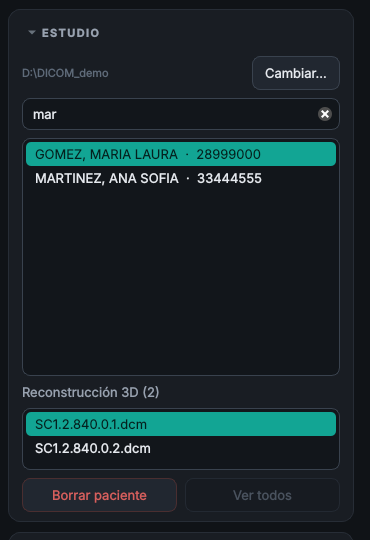 ESTUDIO
D:\DICOM_demo
Cambiar...
mar
GOMEZ, MARIA LAURA · 28999000
MARTINEZ, ANA SOFIA · 33444555
Reconstrucción 3D (2)
SC1.2.840.0.1.dcm
SC1.2.840.0.2.dcm
Borrar paciente
Ver todos